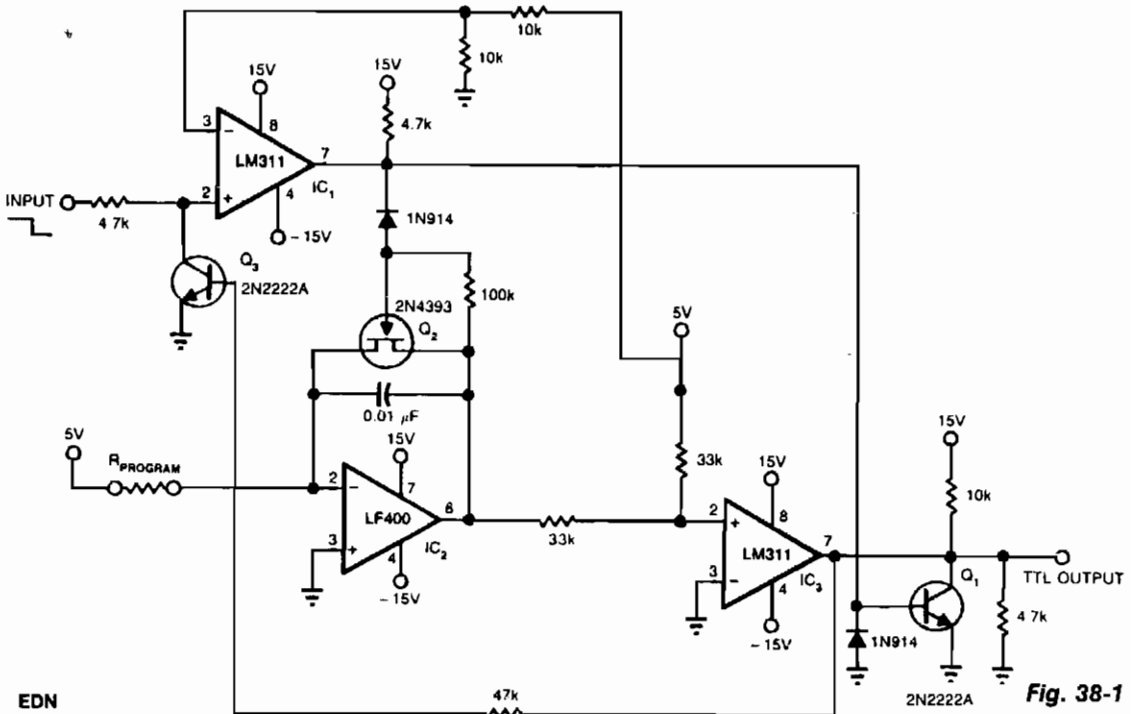 10k
10k
15V
15V
4.7k
3
8
LM311
7
2
4
IC1
INPUT
4 7k
- 15V
1N914
Q3
2N2222A
100k
2N4393
Q2
5V
0.01 μF
5V
RPROGRAM
15V
33k
15V
15V
2
7
10k
LF400
6
33k
2
8
3
4
IC2
LM311
7
- 15V
3
4
IC3
TTL OUTPUT
Q1
- 15V
1N914
4 7k
EDN
47k
2N2222A
Fig. 38-1